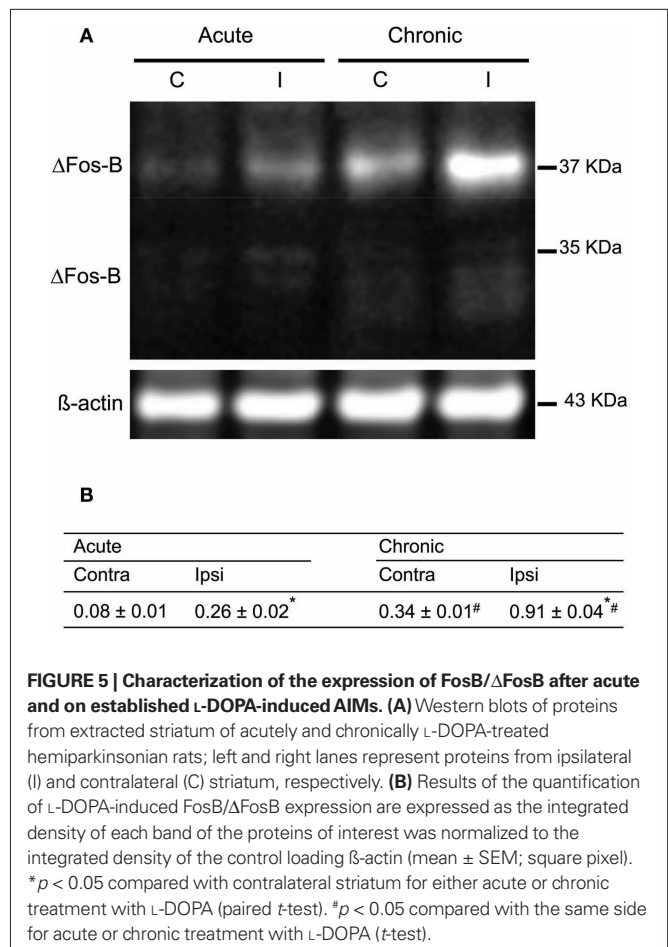 A
Acute Chronic
C I C I
ΔFos-B 37 KDa
35 KDa
ΔFos-B
ß-actin 43 KDa
B
Acute Chronic
Contra Ipsi Contra Ipsi
0.08 ± 0.01 0.26 ± 0.02* 0.34 ± 0.01# 0.91 ± 0.04*#
FIGURE 5 | Characterization of the expression of FosB/ΔFosB after acute
and on established L-DOPA-induced AIMs. (A) Western blots of proteins
from extracted striatum of acutely and chronically L-DOPA-treated
hemiparkinsonian rats; left and right lanes represent proteins from ipsilateral
(I) and contralateral (C) striatum, respectively. (B) Results of the quantification
of L-DOPA-induced FosB/ΔFosB expression are expressed as the integrated
density of each band of the proteins of interest was normalized to the
integrated density of the control loading ß-actin (mean ± SEM; square pixel).
*p < 0.05 compared with contralateral striatum for either acute or chronic
treatment with L-DOPA (paired t-test). #p < 0.05 compared with the same side
for acute or chronic treatment with L-DOPA (t-test).